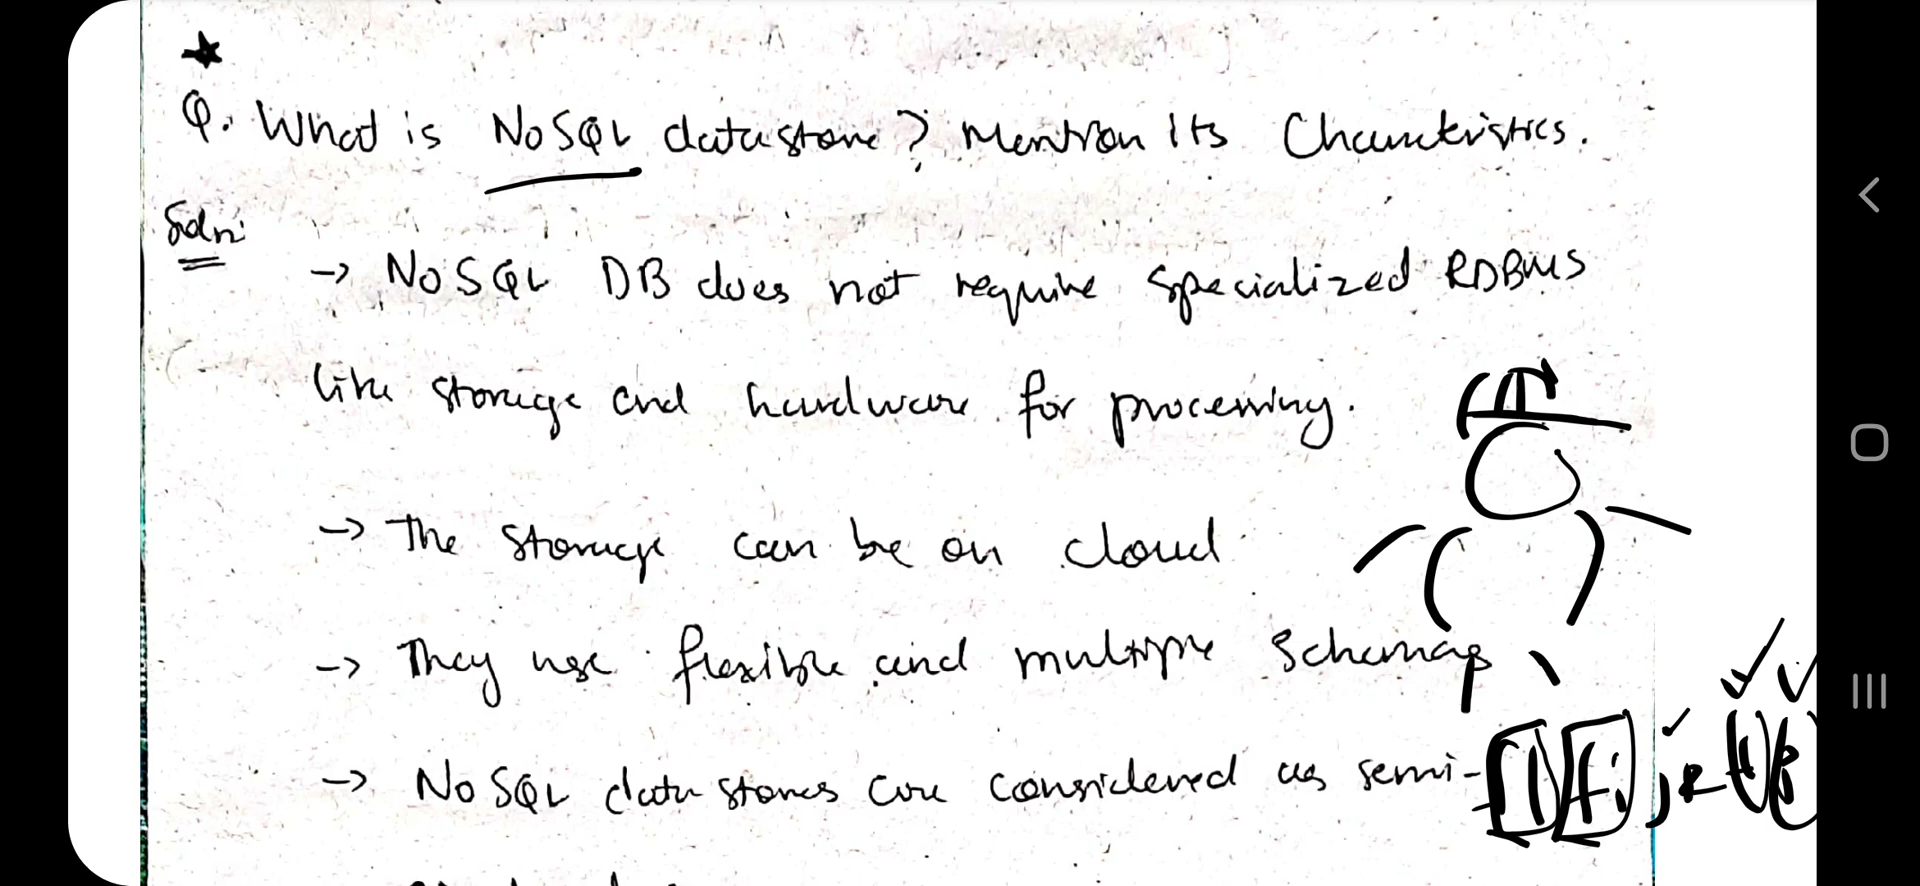 Q. What is NoSQL datastore? Mention its Characteristics.
Soln:
→ NoSQL DB does not require specialized RDBMS
like storage and hardware for processing.
→ The storage can be on cloud
→ They use flexible and multiple schemas
→ NoSQL data stores are considered as semi-